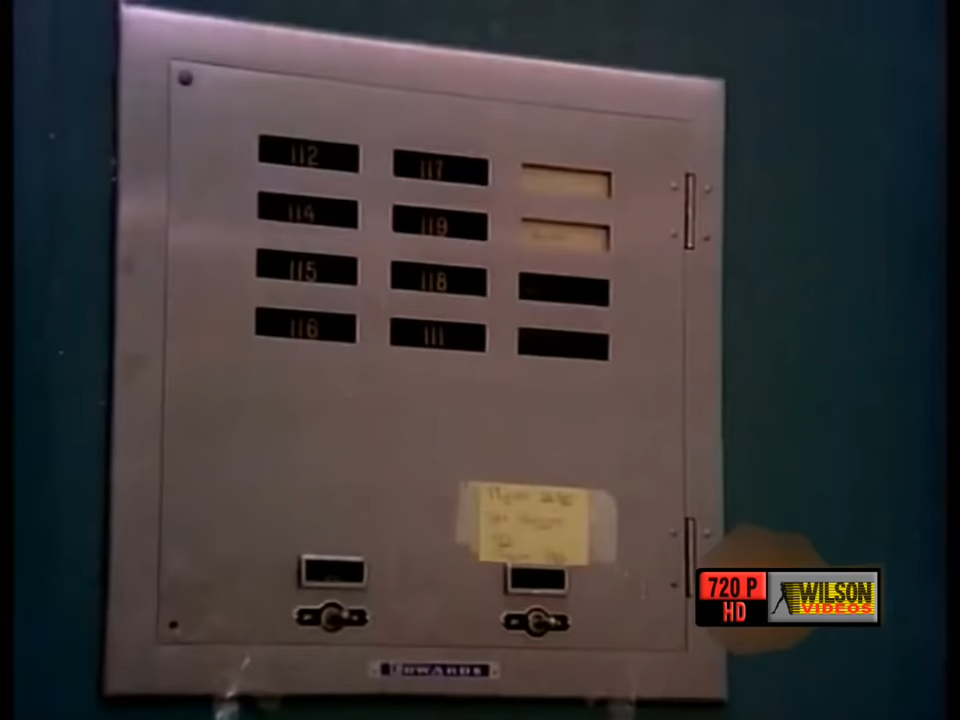 112 117
114 119
115 118
116 111
EDWARDS
720 P
HD
WILSON
VIDEOS